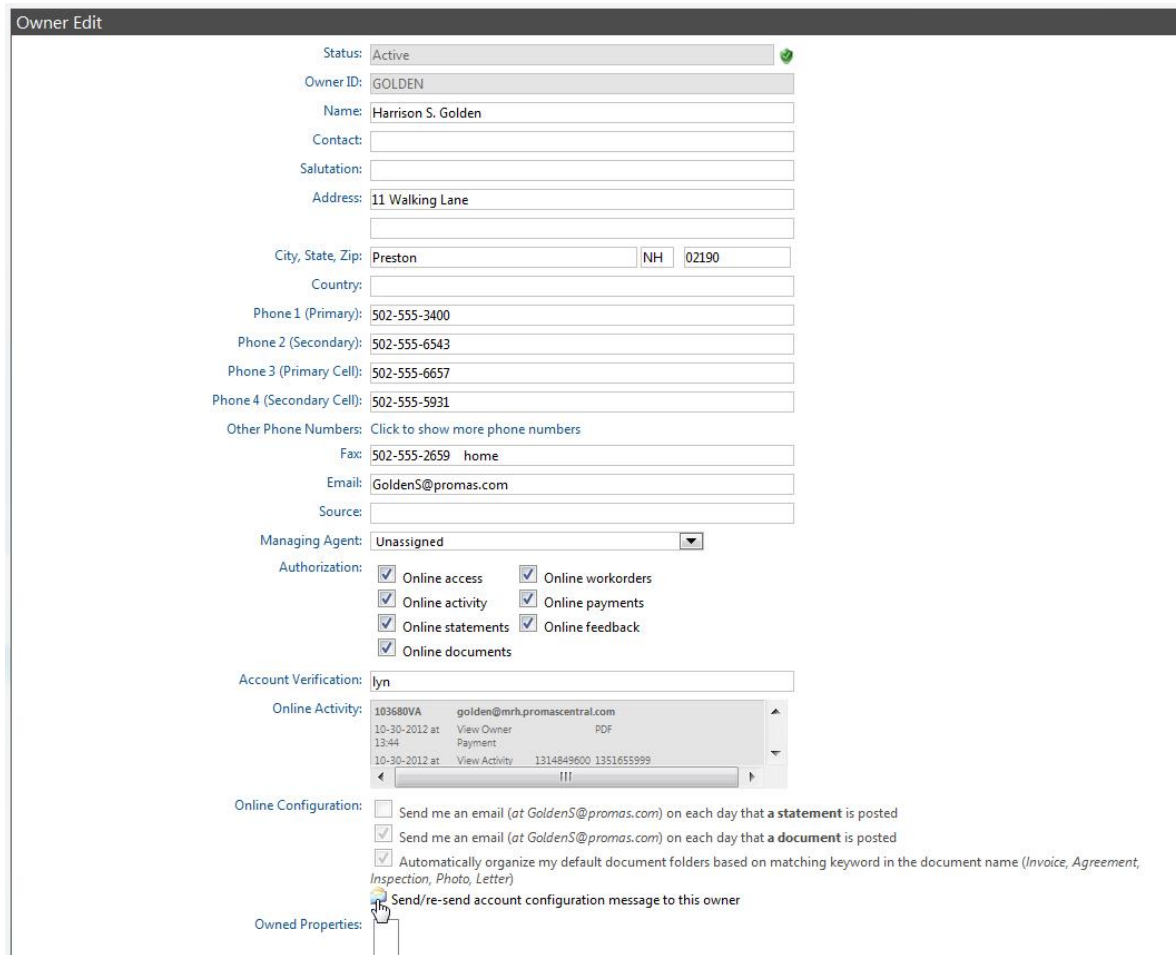 Owner Edit
Status: Active
Owner ID: GOLDEN
Name: Harrison S. Golden
Contact:
Salutation:
Address: 11 Walking Lane
City, State, Zip: Preston NH 02190
Country:
Phone 1 (Primary): 502-555-3400
Phone 2 (Secondary): 502-555-6543
Phone 3 (Primary Cell): 502-555-6657
Phone 4 (Secondary Cell): 502-555-5931
Other Phone Numbers: Click to show more phone numbers
Fax: 502-555-2659 home
Email: GoldenS@promas.com
Source:
Managing Agent: Unassigned
Authorization:
Online access Online workorders
Online activity Online payments
Online statements Online feedback
Online documents
Account Verification: lyn
Online Activity: 103680VA golden@mrh.promascentral.com
10-30-2012 at View Owner PDF
13:44 Payment
10-30-2012 at View Activity 1314849600 1351655999
Online Configuration:
Send me an email (at GoldenS@promas.com) on each day that a statement is posted
Send me an email (at GoldenS@promas.com) on each day that a document is posted
Automatically organize my default document folders based on matching keyword in the document name (Invoice, Agreement,
Inspection, Photo, Letter)
Send/re-send account configuration message to this owner
Owned Properties: